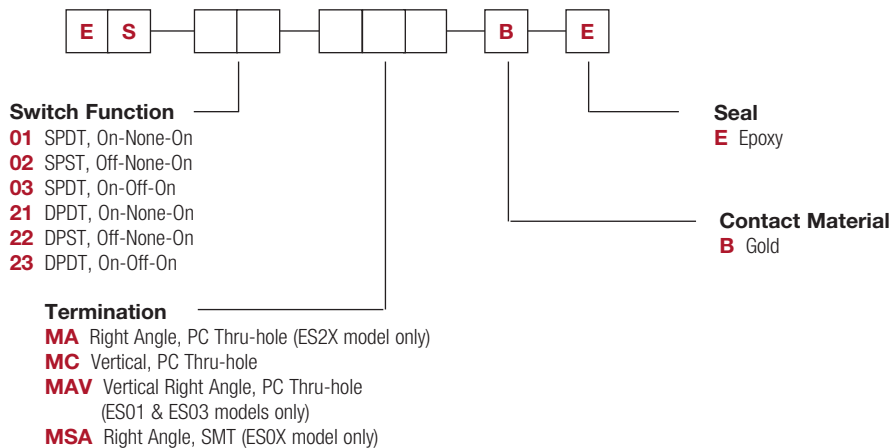 E S B E
Switch Function
01 SPDT, On-None-On
02 SPST, Off-None-On
03 SPDT, On-Off-On
21 DPDT, On-None-On
22 DPST, Off-None-On
23 DPDT, On-Off-On
Seal
E Epoxy
Contact Material
B Gold
Termination
MA Right Angle, PC Thru-hole (ES2X model only)
MC Vertical, PC Thru-hole
MAV Vertical Right Angle, PC Thru-hole
(ES01 & ES03 models only)
MSA Right Angle, SMT (ES0X model only)